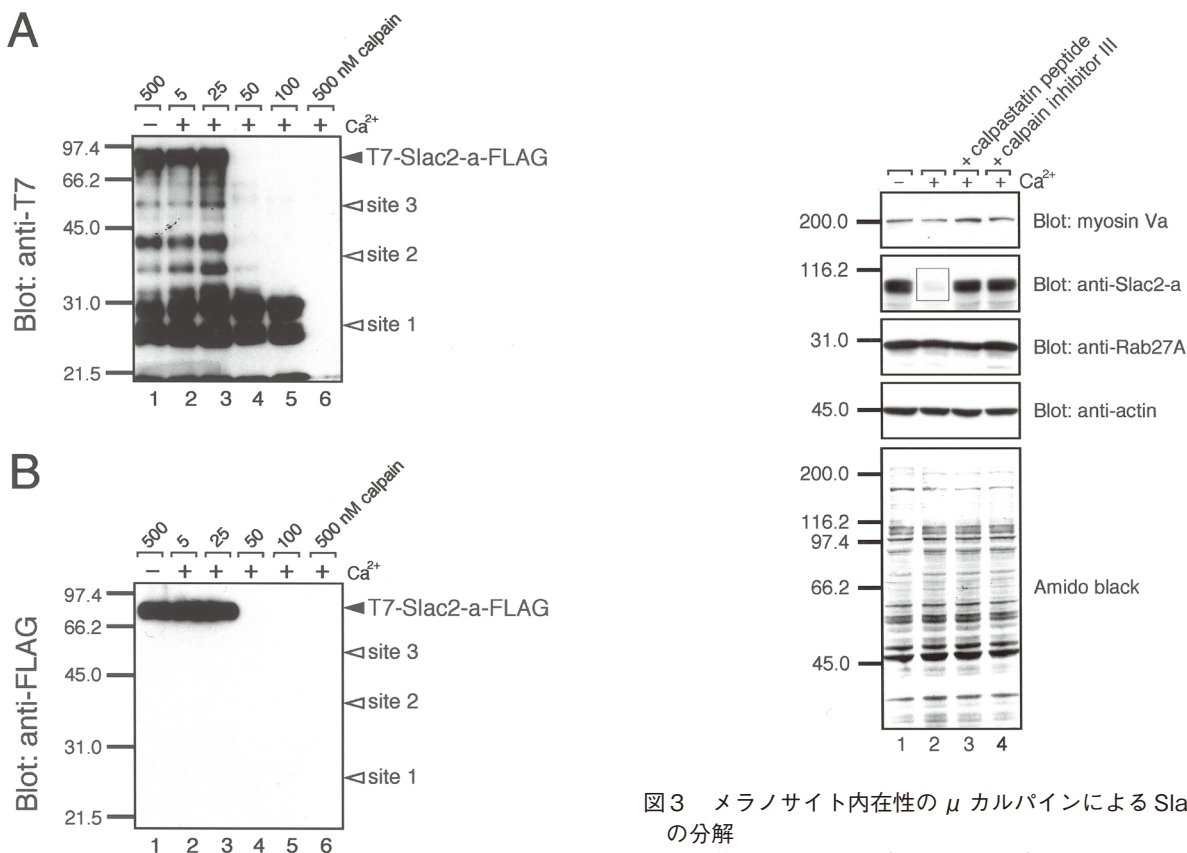 A
500 5 25 50 100 500 nM calpain
− + + + + + Ca2+
97.4
66.2
45.0
31.0
21.5
Blot: anti-T7
T7-Slac2-a-FLAG
site 3
site 2
site 1
1 2 3 4 5 6
B
500 5 25 50 100 500 nM calpain
− + + + + + Ca2+
97.4
66.2
45.0
31.0
21.5
Blot: anti-FLAG
T7-Slac2-a-FLAG
site 3
site 2
site 1
1 2 3 4 5 6
+ calpastatin peptide
+ calpain inhibitor III
− + + + Ca2+
200.0
Blot: myosin Va
116.2
Blot: anti-Slac2-a
31.0
Blot: anti-Rab27A
45.0
Blot: anti-actin
200.0
116.2
97.4
66.2
45.0
Amido black
1 2 3 4
図3 メラノサイト内在性の μ カルパインによる Sla
の分解